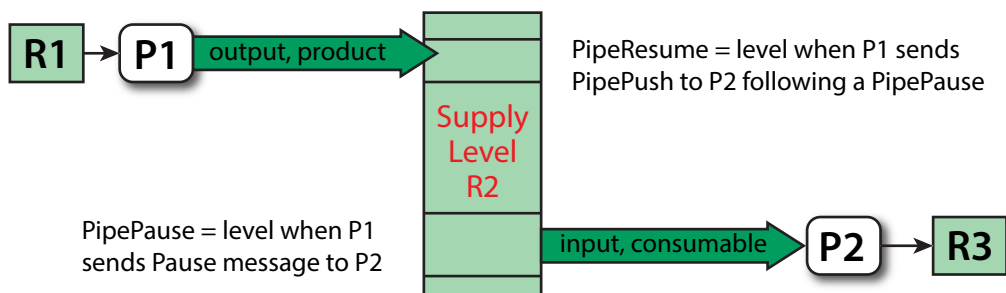 R1
P1
output, product
PipeResume = level when P1 sends
PipePush to P2 following a PipePause
Supply
Level
R2
PipePause = level when P1
sends Pause message to P2
input, consumable
P2
R3